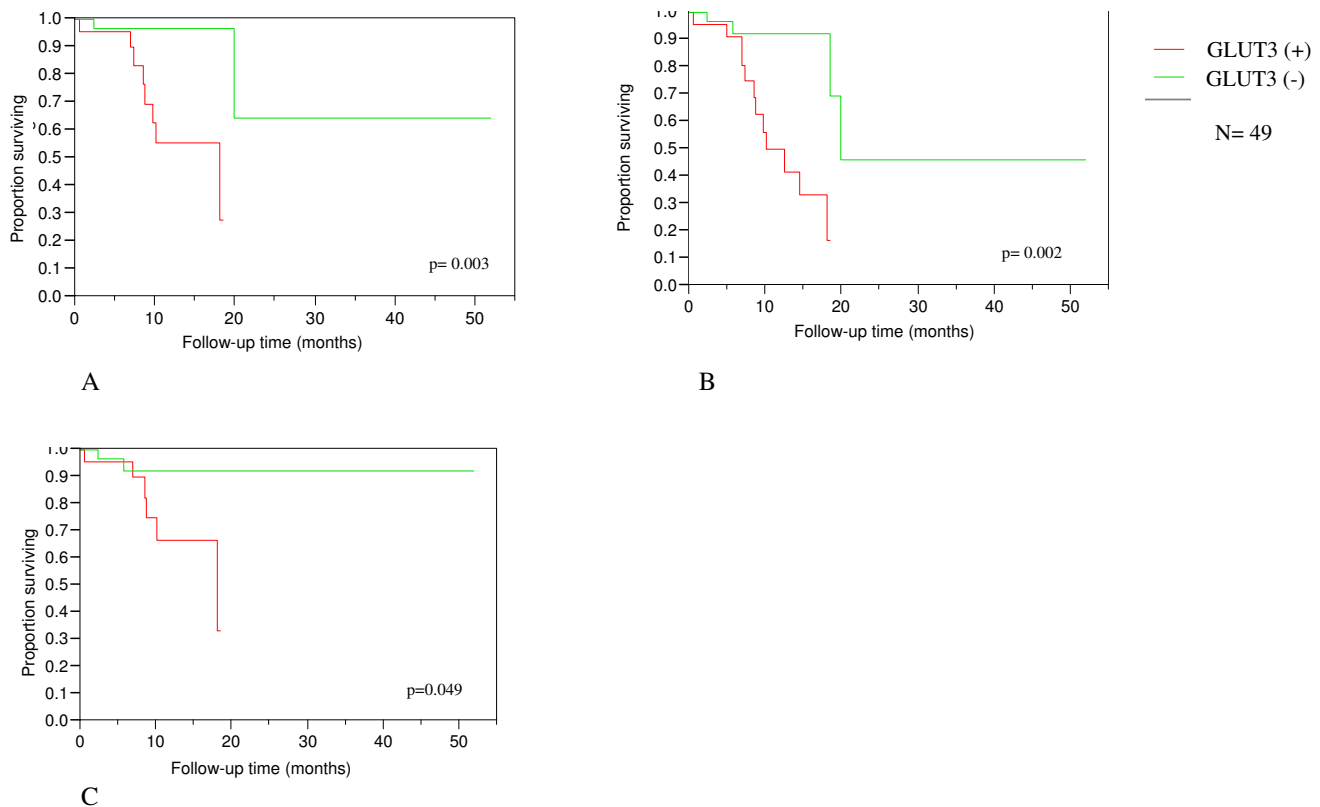 1.0
0.9
0.8
0.7
0.6
0.5
0.4
0.3
0.2
0.1
0.0
Proportion surviving
p= 0.003
0 10 20 30 40 50
Follow-up time (months)
A
1.0
0.9
0.8
0.7
0.6
0.5
0.4
0.3
0.2
0.1
0.0
Proportion surviving
p= 0.002
0 10 20 30 40 50
Follow-up time (months)
B
GLUT3 (+)
GLUT3 (-)
N= 49
1.0
0.9
0.8
0.7
0.6
0.5
0.4
0.3
0.2
0.1
0.0
Proportion surviving
p=0.049
0 10 20 30 40 50
Follow-up time (months)
C